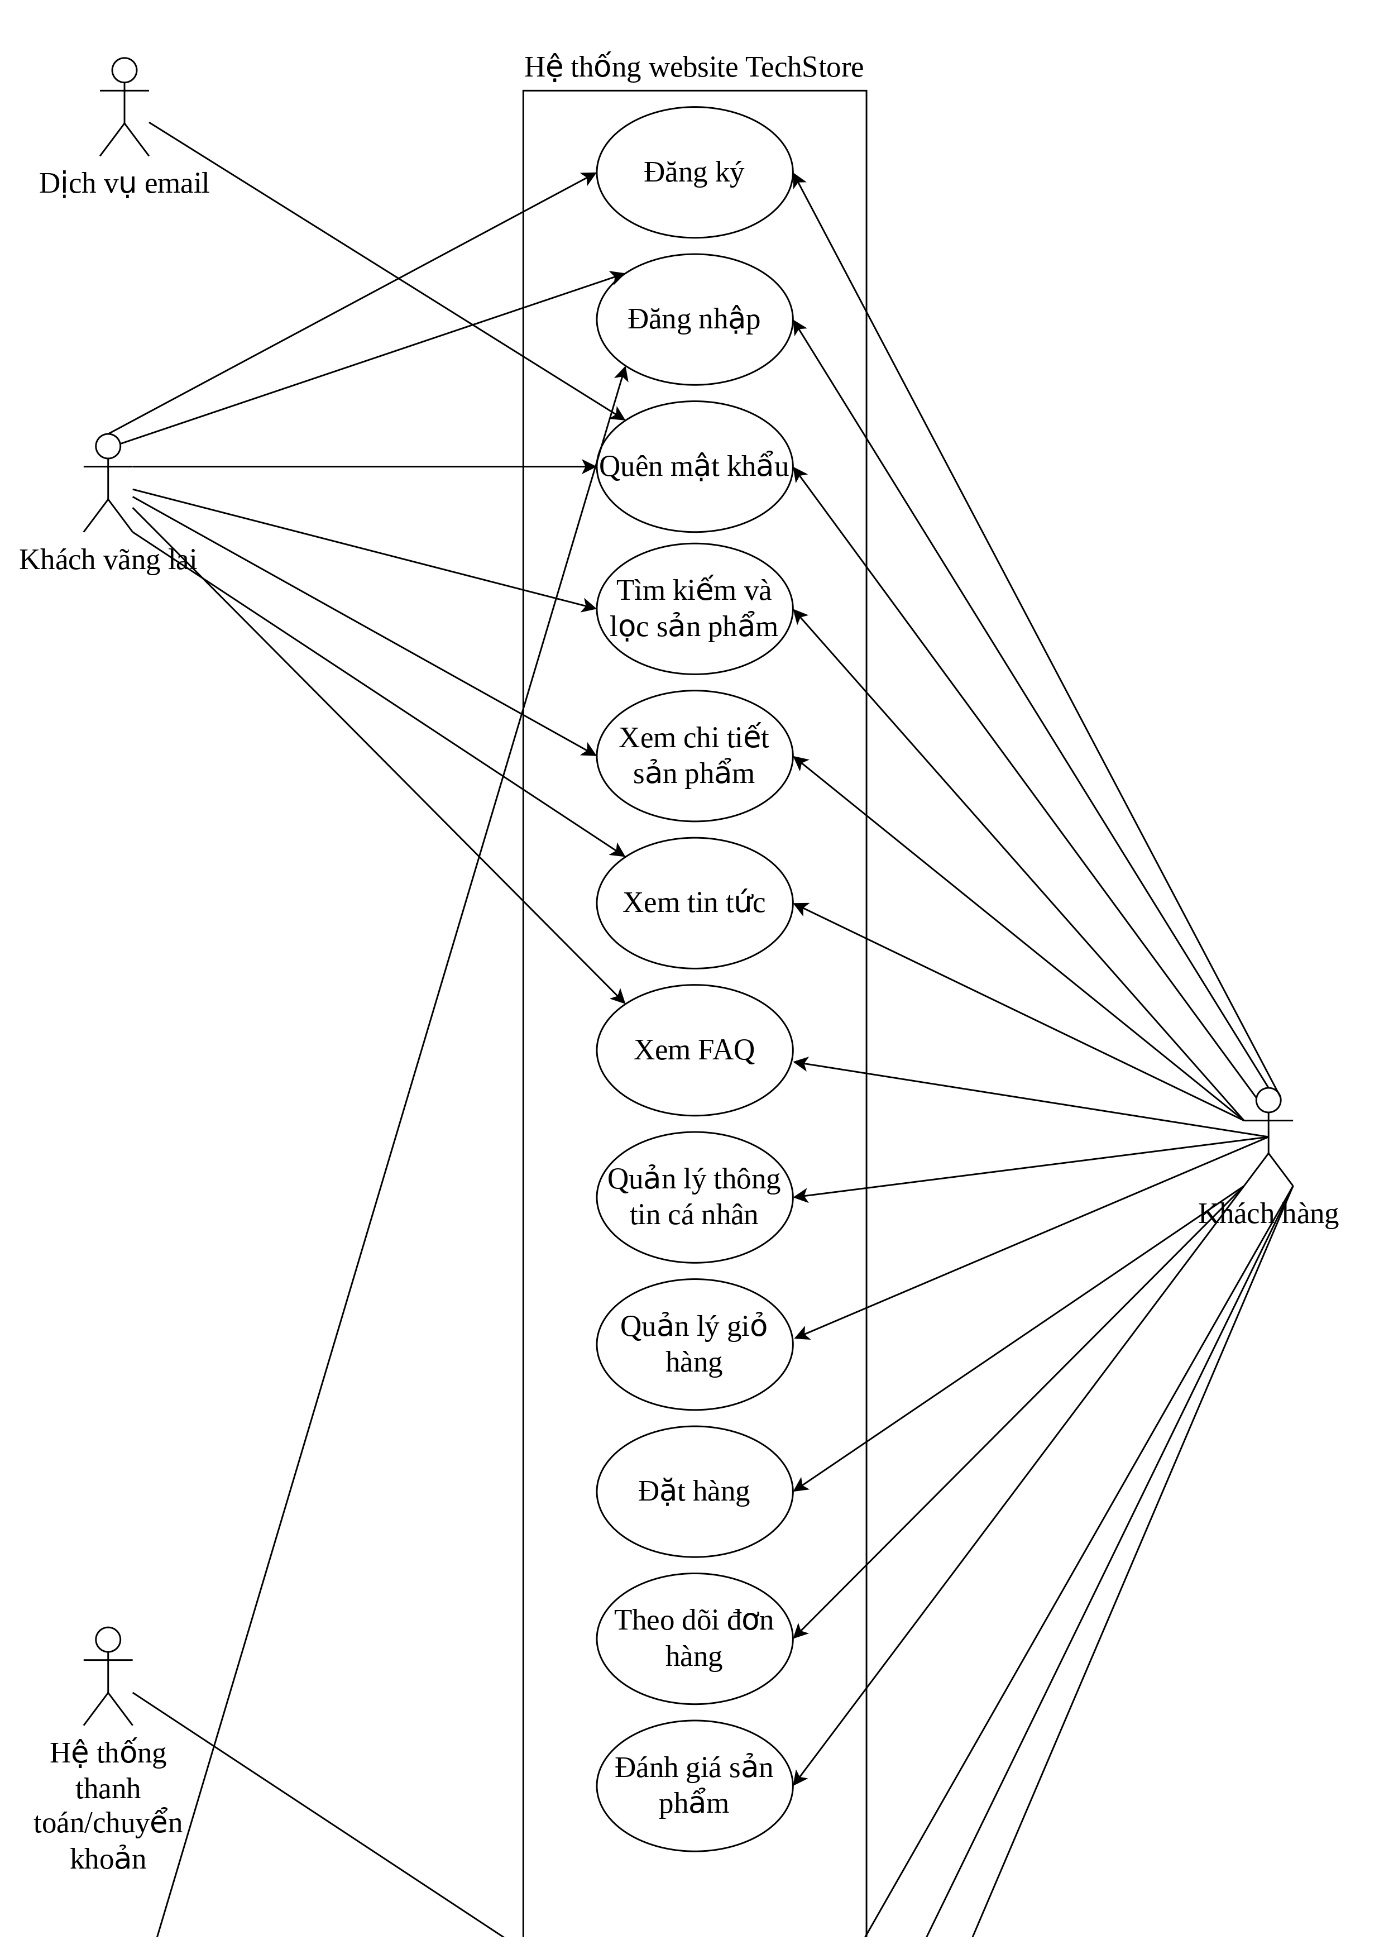 Hệ thống website TechStore
Dịch vụ email
Đăng ký
Đăng nhập
Quên mật khẩu
Khách vãng lai
Tìm kiếm và
lọc sản phẩm
Xem chi tiết
sản phẩm
Xem tin tức
Xem FAQ
Quản lý thông
tin cá nhân
Khách hàng
Quản lý giỏ
hàng
Đặt hàng
Theo dõi đơn
hàng
Hệ thống
thanh
toán/chuyển
khoản
Đánh giá sản
phẩm